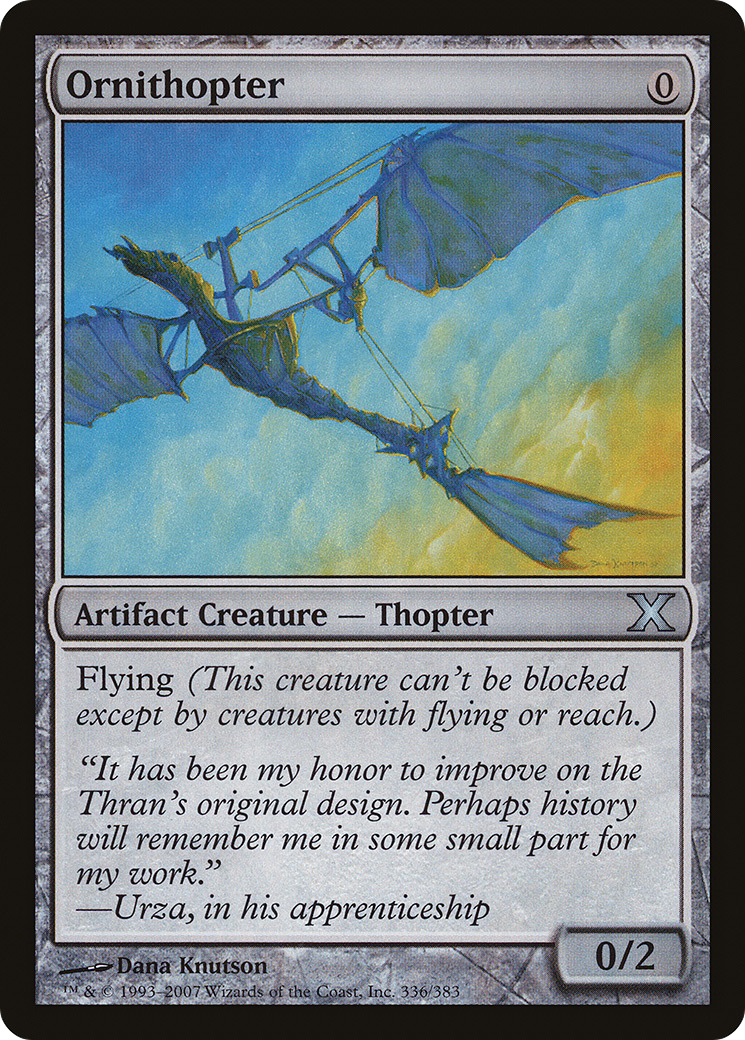 Ornithopter
0
Dana Knutson
Artifact Creature — Thopter
X
Flying (This creature can't be blocked
except by creatures with flying or reach.)
“It has been my honor to improve on the
Thran's original design. Perhaps history
will remember me in some small part for
my work.”
—Urza, in his apprenticeship
0/2
Dana Knutson
™ & © 1993–2007 Wizards of the Coast, Inc. 336/383